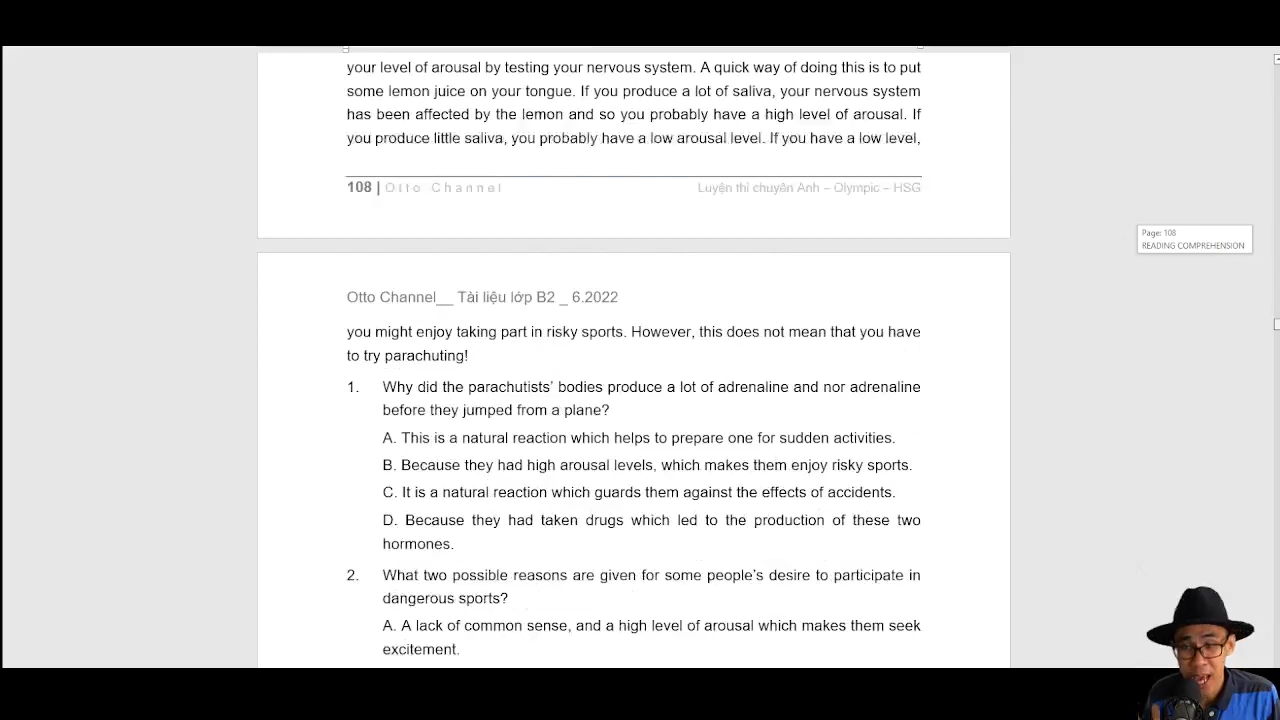 your level of arousal by testing your nervous system. A quick way of doing this is to put
some lemon juice on your tongue. If you produce a lot of saliva, your nervous system
has been affected by the lemon and so you probably have a high level of arousal. If
you produce little saliva, you probably have a low arousal level. If you have a low level,
108 | Otto Channel
Luyện thi chuyên Anh – Olympic – HSG
Page: 108
READING COMPREHENSION
Otto Channel__ Tài liệu lớp B2 _ 6.2022
you might enjoy taking part in risky sports. However, this does not mean that you have
to try parachuting!
1. Why did the parachutists’ bodies produce a lot of adrenaline and nor adrenaline
before they jumped from a plane?
A. This is a natural reaction which helps to prepare one for sudden activities.
B. Because they had high arousal levels, which makes them enjoy risky sports.
C. It is a natural reaction which guards them against the effects of accidents.
D. Because they had taken drugs which led to the production of these two
hormones.
2. What two possible reasons are given for some people’s desire to participate in
dangerous sports?
A. A lack of common sense, and a high level of arousal which makes them seek
excitement.